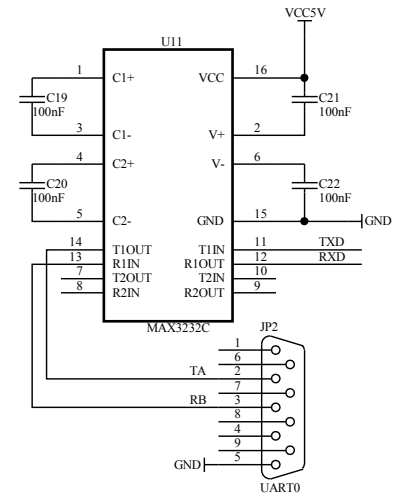 VCC5V
U11
1 C1+ VCC 16
C19
100nF
C21
100nF
3 C1- V+ 2
4 C2+ V- 6
C20
100nF
C22
100nF
5 C2- GND 15
GND
14 T1OUT T1IN 11 TXD
13 R1IN R1OUT 12 RXD
7 T2OUT T2IN 10
8 R2IN R2OUT 9
MAX3232C
JP2
1
6
TA 2
7
RB 3
8
4
9
GND 5
UART0